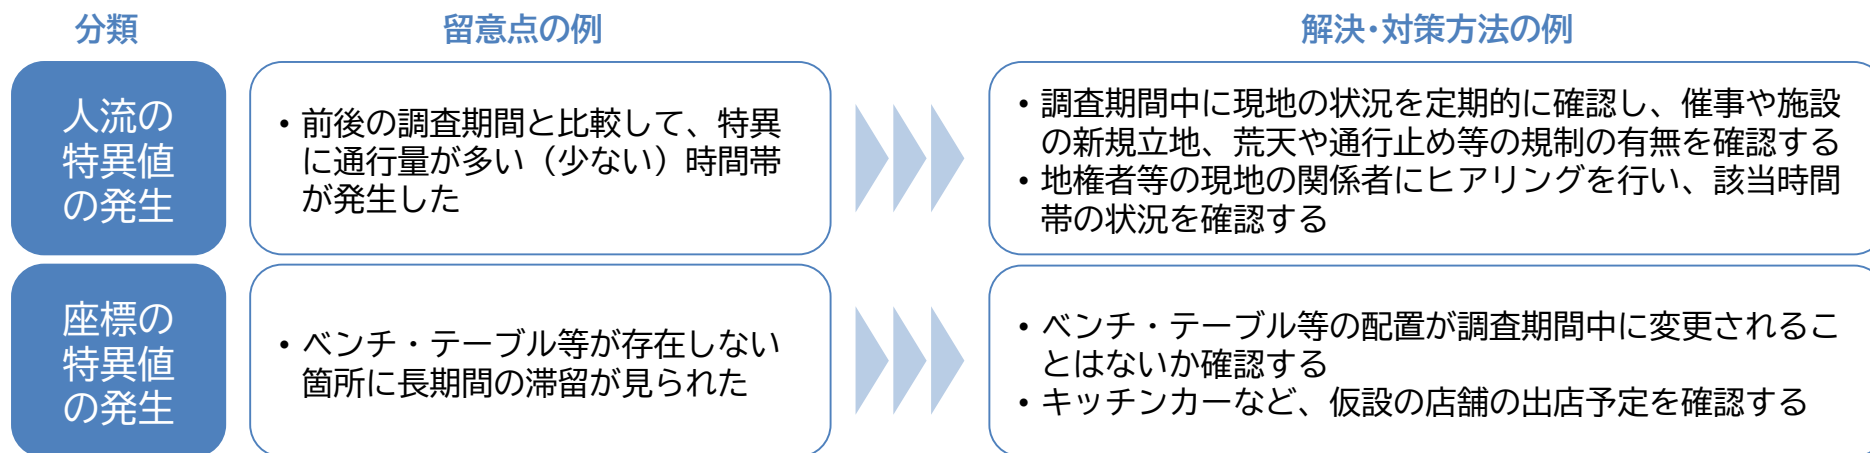 分類
留意点の例
解決・対策方法の例
人流の
特異値
の発生
・前後の調査期間と比較して、特異
に通行量が多い（少ない）時間帯
が発生した
・調査期間中に現地の状況を定期的に確認し、催事や施設
の新規立地、荒天や通行止め等の規制の有無を確認する
・地権者等の現地の関係者にヒアリングを行い、該当時間
帯の状況を確認する
座標の
特異値
の発生
・ベンチ・テーブル等が存在しない
箇所に長期間の滞留が見られた
・ベンチ・テーブル等の配置が調査期間中に変更されるこ
とはないか確認する
・キッチンカーなど、仮設の店舗の出店予定を確認する